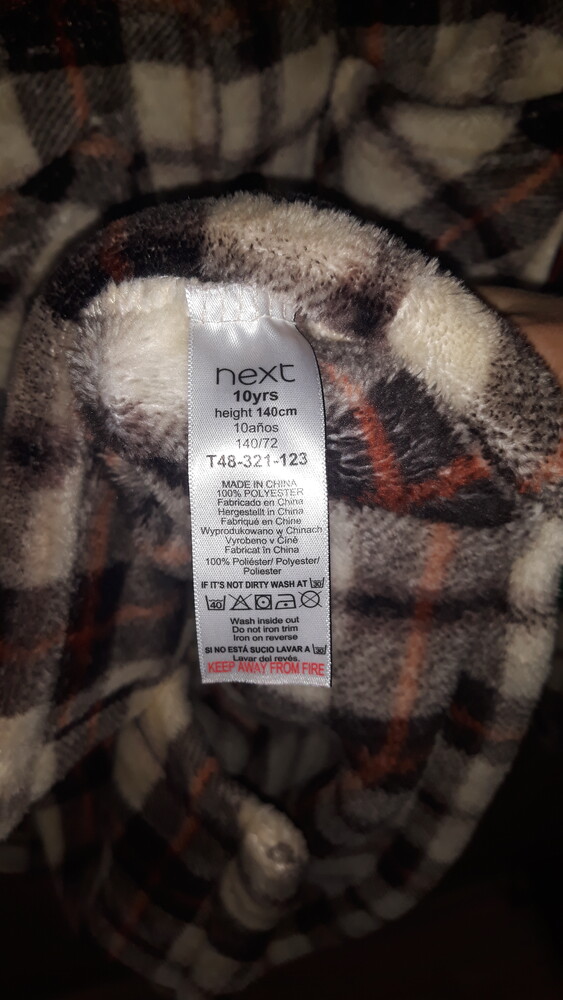 next
10yrs
height 140cm
10años
140/72
T48-321-123
MADE IN CHINA
100% POLYESTER
Fabricado en China
Hergestellt in China
Fabriqué en Chine
Wyprodukowano w Chinach
Vyrobeno v Číně
Fabricat în China
100% Poliéster/ Polyester/
Poliester
IF IT'S NOT DIRTY WASH AT 30
40
Wash inside out
Do not iron trim
Iron on reverse
SI NO ESTÁ SUCIO LAVAR A 30
Lavar del revés.
KEEP AWAY FROM FIRE